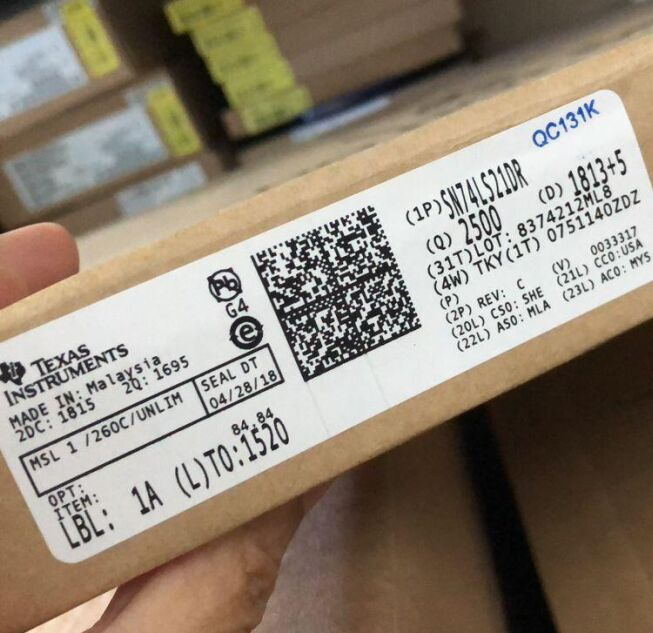 TEXAS
INSTRUMENTS
MADE IN: Malaysia
2DC: 1815 2Q: 1695
MSL 1 /260C/UNLIM
SEAL DT
04/28/18
OPT:
ITEM:
84.84
LBL: 1A (L)TO:1520
Pb
G4
e
QC131K
(1P)SN74LS21DR
(Q) 2500 (D) 1813+5
(31T)LOT: 8374212ML8
(4W) TKY(1T) 0751140ZDZ
(P)
(2P) REV: C (V) 0033317
(20L) CSO: SHE (21L) CCO:USA
(22L) ASO: MLA (23L) ACO: MYS